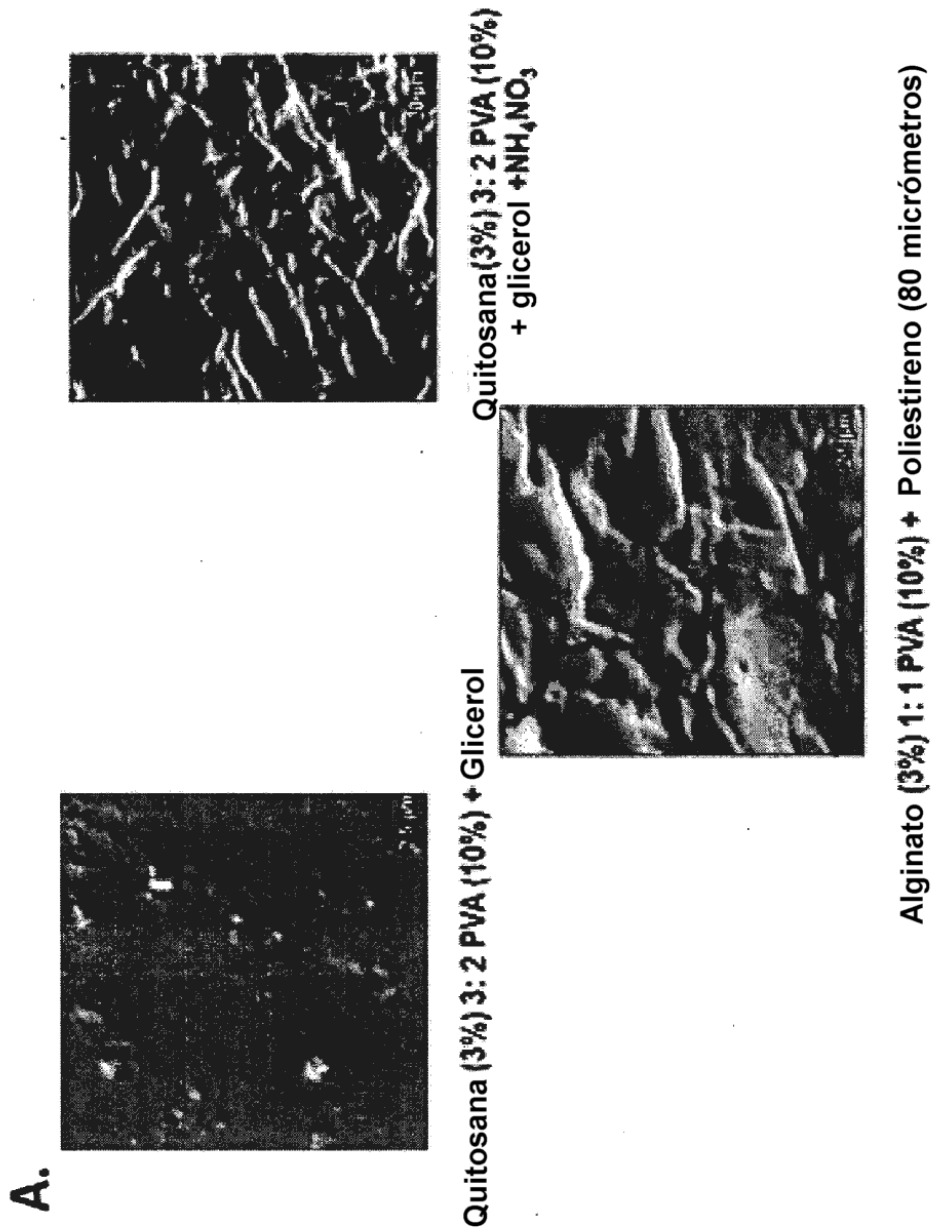 A.
Quitosana (3%) 3: 2 PVA (10%) + Glicerol
Quitosana(3%) 3: 2 PVA (10%)
+ glicerol +NH₄NO₃
Alginato (3%) 1: 1 PVA (10%) + Poliestireno (80 micrómetros)